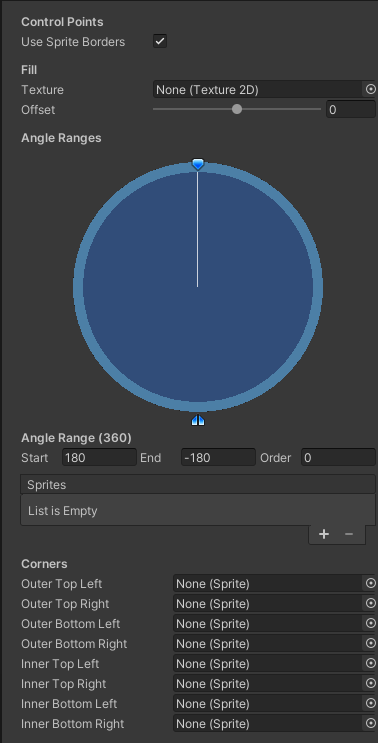 Control Points
Use Sprite Borders
Fill
Texture None (Texture 2D)
Offset 0
Angle Ranges
Angle Range (360)
Start 180 End -180 Order 0
Sprites
List is Empty
+ −
Corners
Outer Top Left None (Sprite)
Outer Top Right None (Sprite)
Outer Bottom Left None (Sprite)
Outer Bottom Right None (Sprite)
Inner Top Left None (Sprite)
Inner Top Right None (Sprite)
Inner Bottom Left None (Sprite)
Inner Bottom Right None (Sprite)